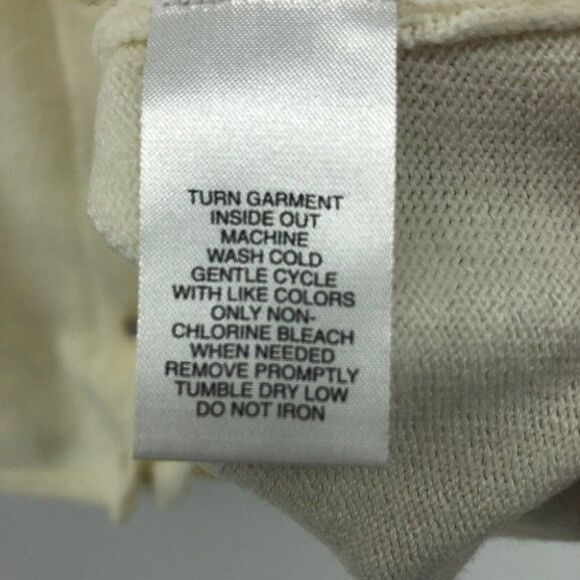 TURN GARMENT
INSIDE OUT
MACHINE
WASH COLD
GENTLE CYCLE
WITH LIKE COLORS
ONLY NON-
CHLORINE BLEACH
WHEN NEEDED
REMOVE PROMPTLY
TUMBLE DRY LOW
DO NOT IRON